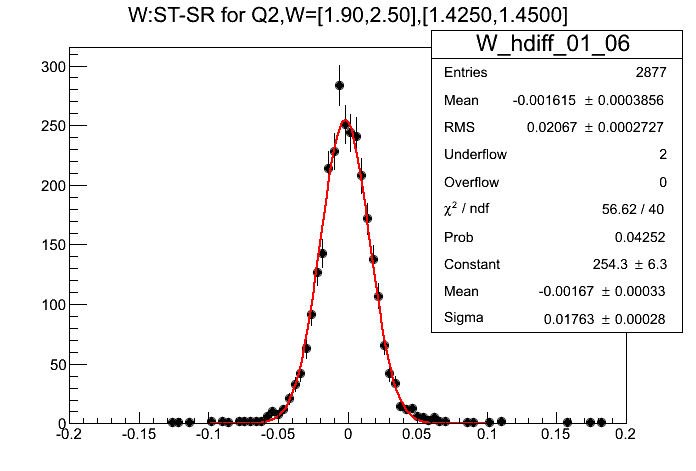 W:ST-SR for Q2,W=[1.90,2.50],[1.4250,1.4500]
W_hdiff_01_06
Entries 2877
Mean -0.001615 ± 0.0003856
RMS 0.02067 ± 0.0002727
Underflow 2
Overflow 0
χ² / ndf 56.62 / 40
Prob 0.04252
Constant 254.3 ± 6.3
Mean -0.00167 ± 0.00033
Sigma 0.01763 ± 0.00028
300
250
200
150
100
50
0
-0.2 -0.15 -0.1 -0.05 0 0.05 0.1 0.15 0.2